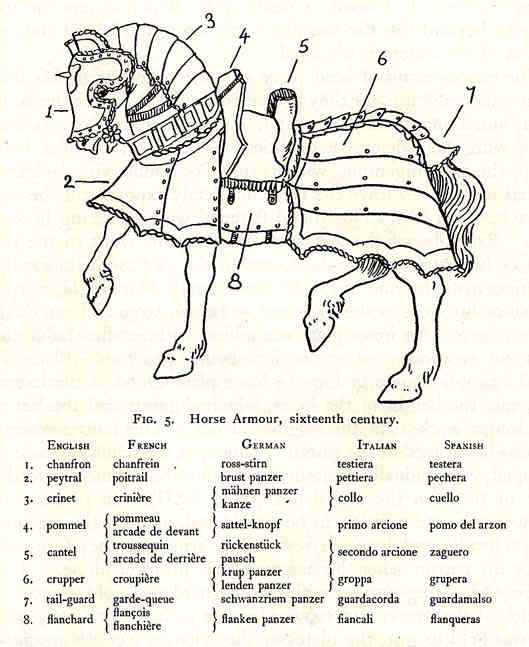 3
4
5
6
7
1
2
8
FIG. 5. Horse Armour, sixteenth century.
ENGLISH FRENCH GERMAN ITALIAN SPANISH
1. chanfron chanfrein ross-stirn testiera testera
2. peytral poitrail brust panzer pettiera pechera
3. crinet crinière { mähnen panzer kanze } collo cuello
4. pommel { pommeau arcade de devant } sattel-knopf primo arcione pomo del arzon
5. cantel { troussequin arcade de derrière rückenstück pausch } secondo arcione zaguero
6. crupper croupière { krup panzer lenden panzer } groppa grupera
7. tail-guard garde-queue schwanzriem panzer guardacorda guardamalso
8. flanchard { flançois flanchière } flanken panzer fiancali flanqueras